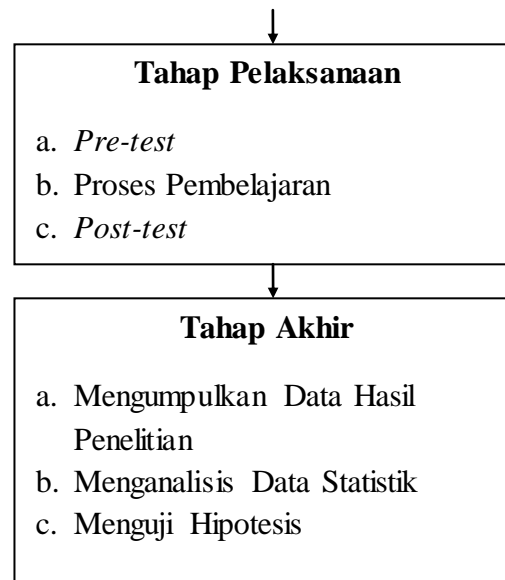 Tahap Pelaksanaan
a. Pre-test
b. Proses Pembelajaran
c. Post-test
Tahap Akhir
a. Mengumpulkan Data Hasil
Penelitian
b. Menganalisis Data Statistik
c. Menguji Hipotesis